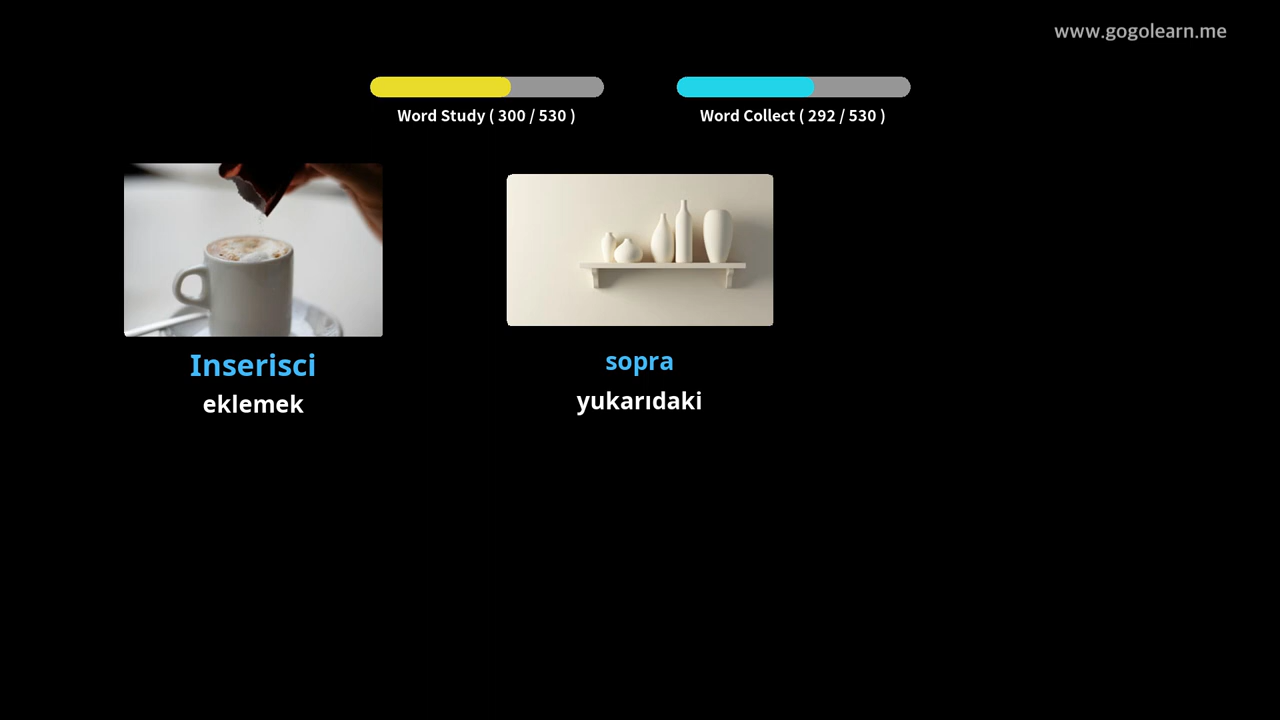 www.gogolearn.me
Word Study ( 300 / 530 )
Word Collect ( 292 / 530 )
Inserisci
eklemek
sopra
yukarıdaki